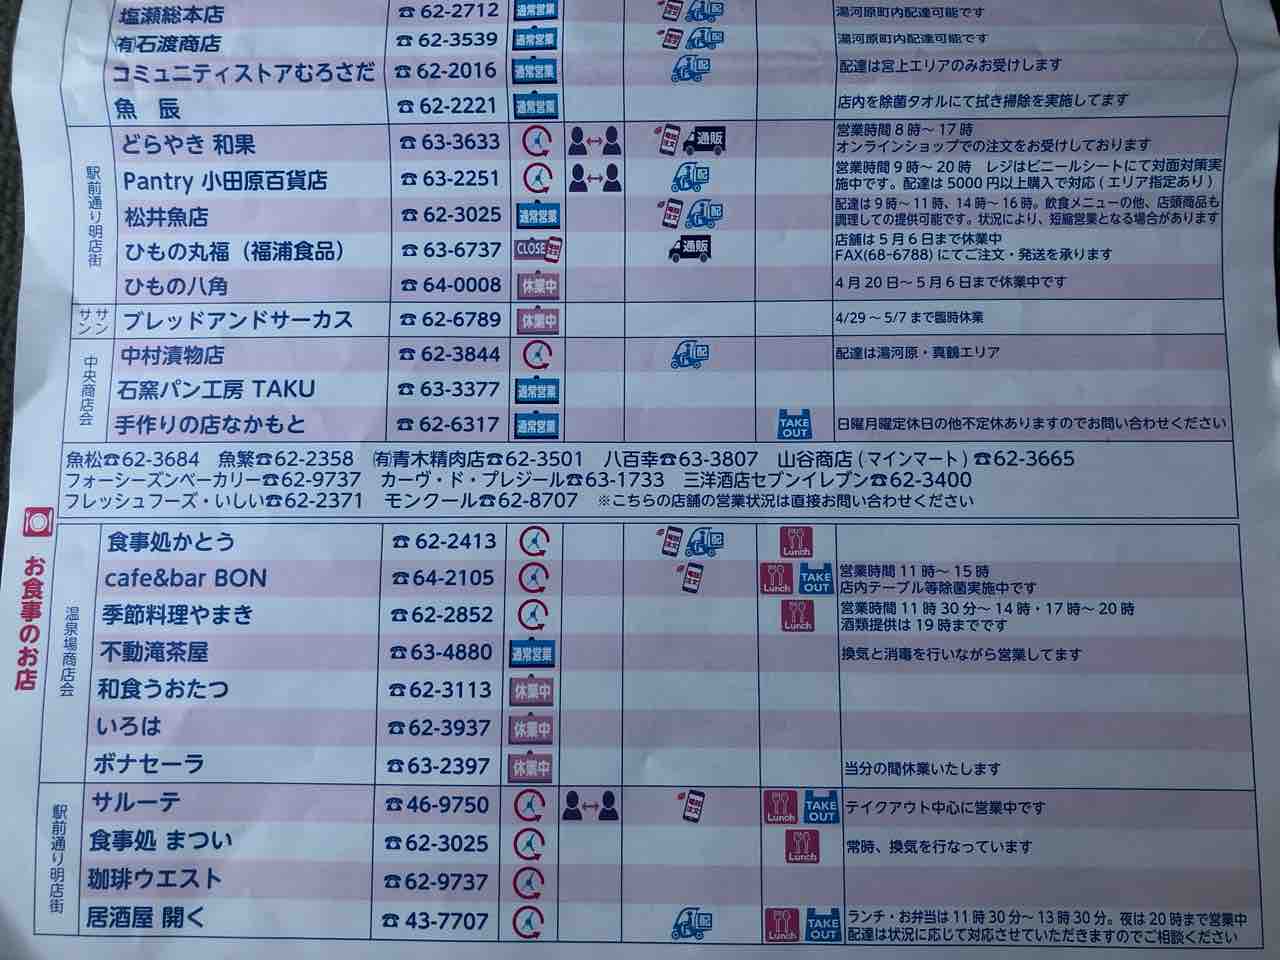 塩瀬総本店 ☎62-2712 通常営業 電話注文 配 湯河原町内配達可能です
㈲石渡商店 ☎62-3539 通常営業 電話注文 配 湯河原町内配達可能です
コミュニティストアむろさだ ☎62-2016 通常営業 配 配達は宮上エリアのみお受けします
魚 辰 ☎62-2221 通常営業 店内を除菌タオルにて拭き掃除を実施してます
駅前通り明店街
どらやき 和果 ☎63-3633 電話注文 通販 営業時間8時～17時
オンラインショップでの注文をお受けしております
Pantry 小田原百貨店 ☎63-2251 配 営業時間9時～20時 レジはビニールシートにて対面対策実
施中です。配達は5000円以上購入で対応(エリア指定あり)
松井魚店 ☎62-3025 通常営業 電話注文 配 配達は9時～11時、14時～16時。飲食メニューの他、店頭商品も
調理しての提供可能です。状況により、短縮営業となる場合があります
ひもの丸福（福浦食品） ☎63-6737 CLOSE 電話注文 通販 店舗は5月6日まで休業中
FAX(68-6788)にてご注文・発送を承ります
ひもの八角 ☎64-0008 休業中 4月20日～5月6日まで休業中です
サンサン
ブレッドアンドサーカス ☎62-6789 休業中 4/29～5/7まで臨時休業
中央商店会
中村漬物店 ☎62-3844 配 配達は湯河原・真鶴エリア
石窯パン工房 TAKU ☎63-3377 通常営業
手作りの店なかもと ☎62-6317 通常営業 TAKE OUT 日曜月曜定休日の他不定休ありますのでお問い合わせください
魚松☎62-3684 魚繁☎62-2358 ㈲青木精肉店☎62-3501 八百幸☎63-3807 山谷商店(マインマート)☎62-3665
フォーシーズンベーカリー☎62-9737 カーヴ・ド・プレジール☎63-1733 三洋酒店セブンイレブン☎62-3400
フレッシュフーズ・いしい☎62-2371 モンクール☎62-8707 ※こちらの店舗の営業状況は直接お問い合わせください
お食事のお店
温泉場商店会
食事処かとう ☎62-2413 電話注文 配 Lunch
cafe&bar BON ☎64-2105 電話注文 Lunch TAKE OUT 営業時間11時～15時
店内テーブル等除菌実施中です
季節料理やまき ☎62-2852 Lunch 営業時間11時30分～14時・17時～20時
酒類提供は19時までです
不動滝茶屋 ☎63-4880 通常営業 換気と消毒を行いながら営業してます
和食うおたつ ☎62-3113 休業中
いろは ☎62-3937 休業中
ボナセーラ ☎63-2397 休業中 当分の間休業いたします
駅前通り明店街
サルーテ ☎46-9750 電話注文 Lunch TAKE OUT テイクアウト中心に営業中です
食事処 まつい ☎62-3025 Lunch 常時、換気を行なっています
珈琲ウエスト ☎62-9737
居酒屋 開く ☎43-7707 配 Lunch TAKE OUT ランチ・お弁当は11時30分～13時30分。夜は20時まで営業中
配達は状況に応じて対応させていただきますのでご相談ください